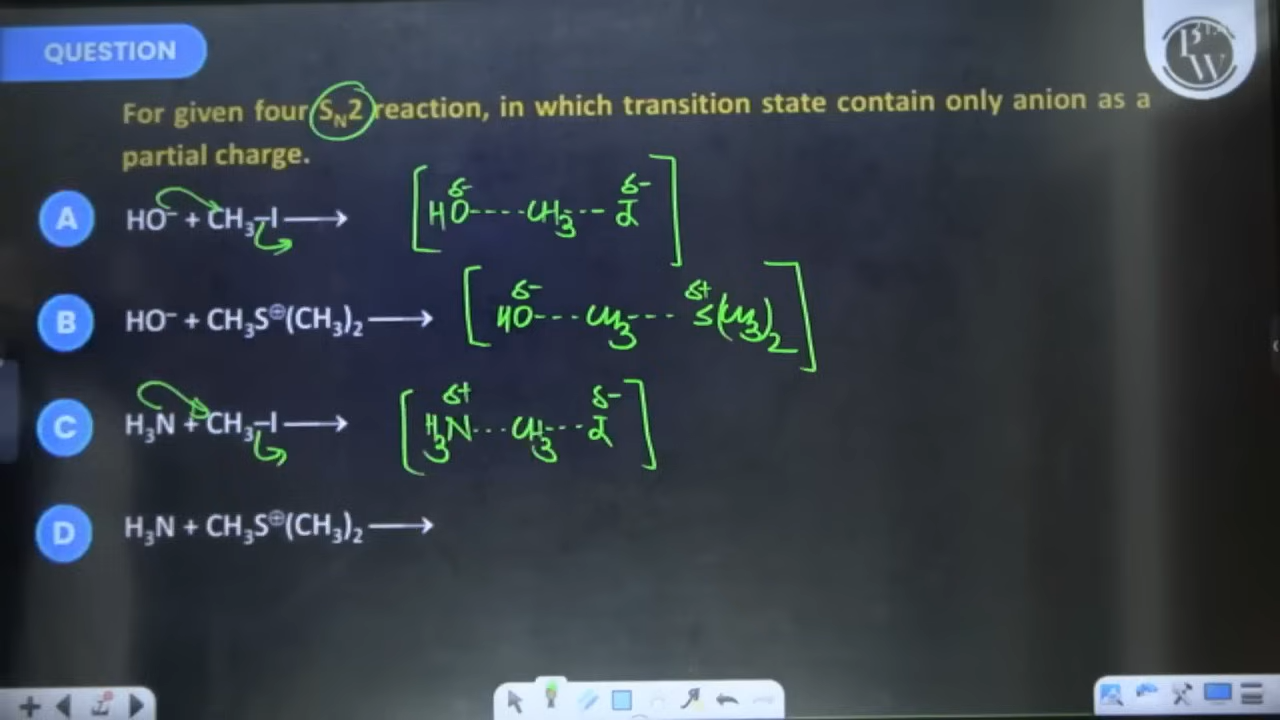 QUESTION
For given four S_N2 reaction, in which transition state contain only anion as a
partial charge.
A HO⁻ + CH₃–I ⟶ [HO^δ- ---- CH₃ --- I^δ-]
B HO⁻ + CH₃S⊕(CH₃)₂ ⟶ [HO^δ- --- CH₃ --- S^δ+(CH₃)₂]
C H₃N + CH₃–I ⟶ [H₃N^δ+ --- CH₃ --- I^δ-]
D H₃N + CH₃S⊕(CH₃)₂ ⟶